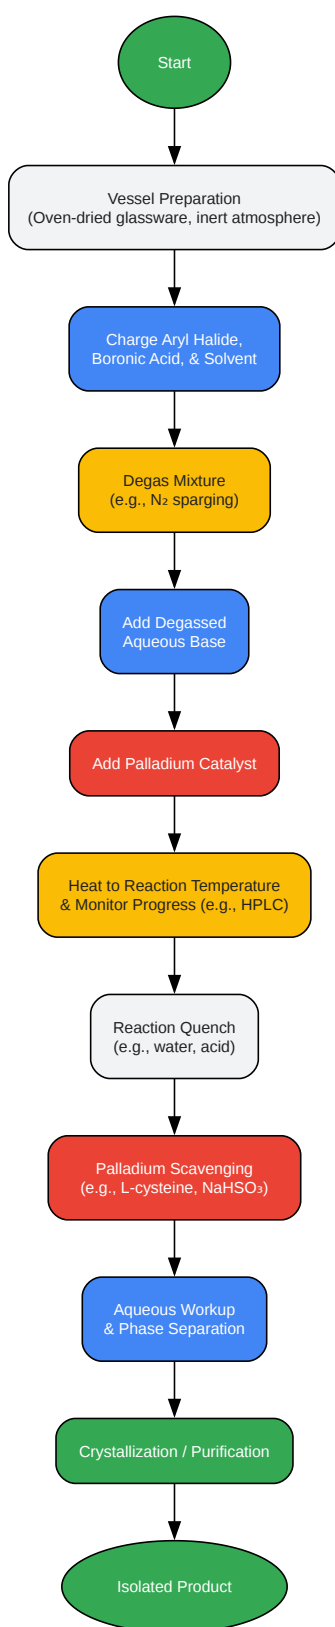 Start
Vessel Preparation
(Oven-dried glassware, inert atmosphere)
Charge Aryl Halide,
Boronic Acid, & Solvent
Degas Mixture
(e.g., N₂ sparging)
Add Degassed
Aqueous Base
Add Palladium Catalyst
Heat to Reaction Temperature
& Monitor Progress (e.g., HPLC)
Reaction Quench
(e.g., water, acid)
Palladium Scavenging
(e.g., L-cysteine, NaHSO₃)
Aqueous Workup
& Phase Separation
Crystallization / Purification
Isolated Product